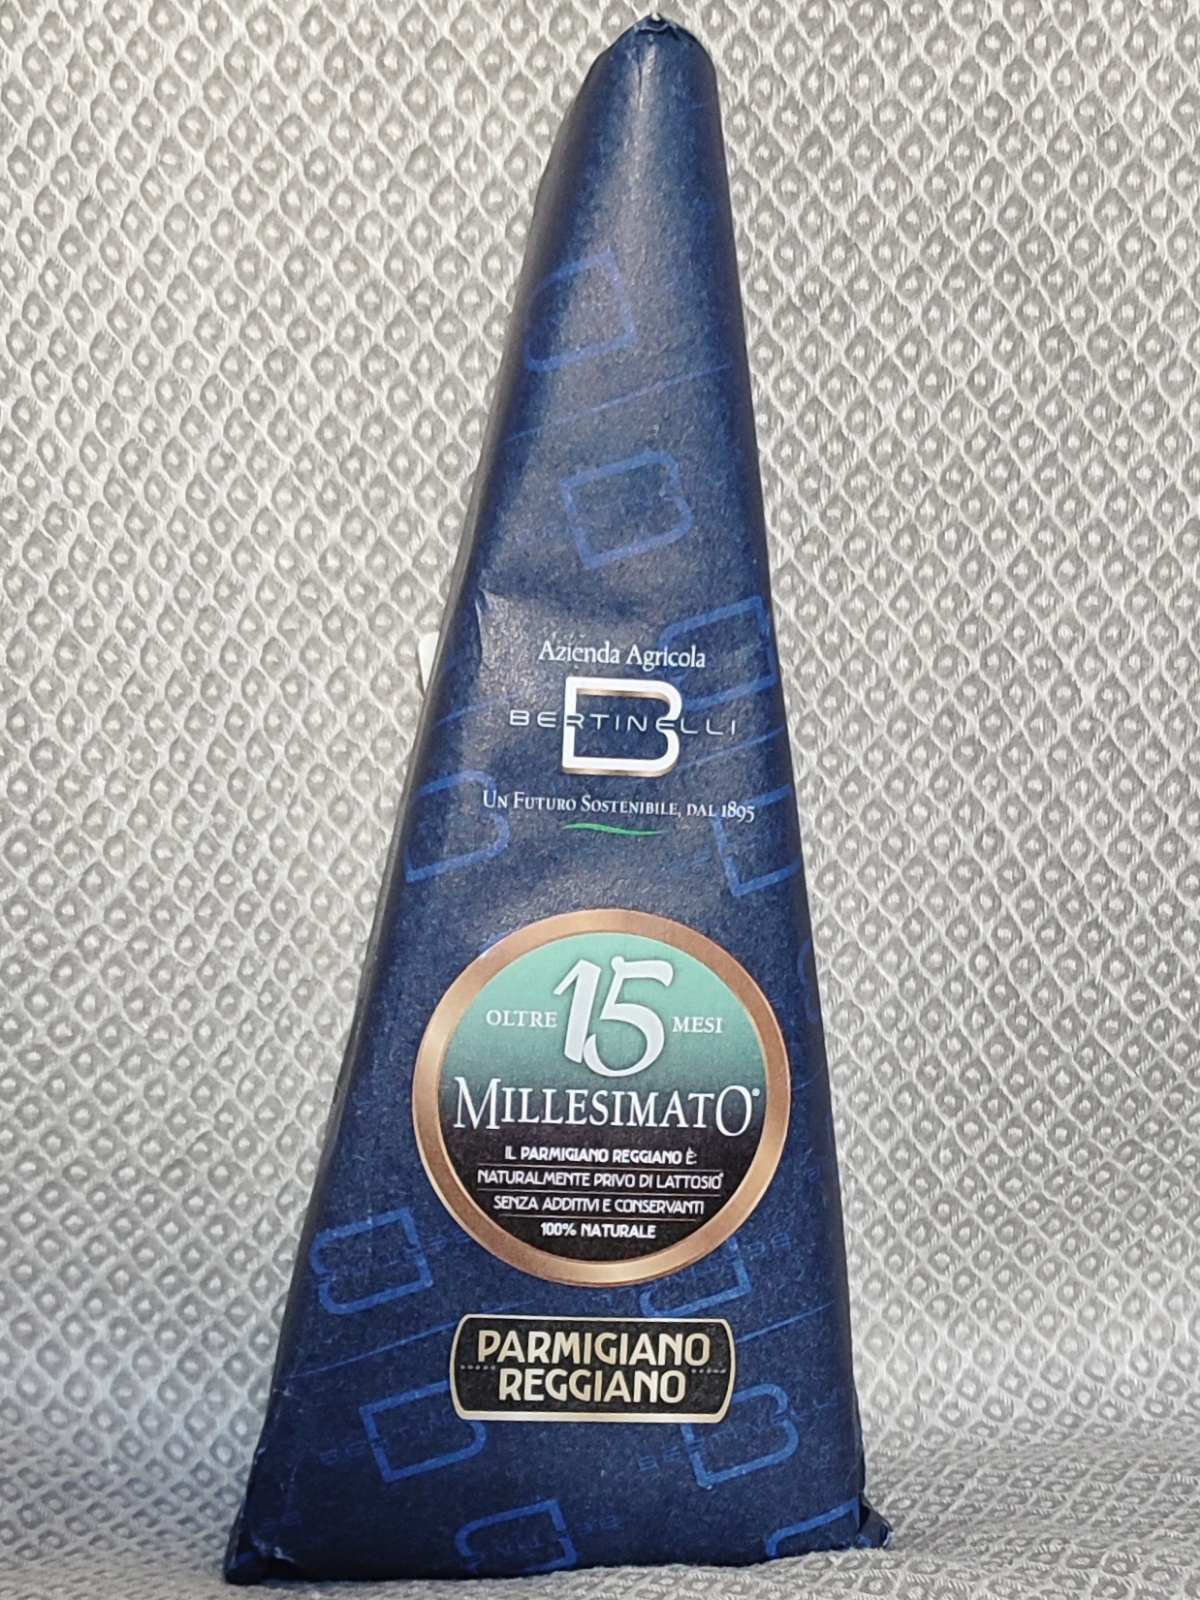 Azienda Agricola
BERTINELLI
Un Futuro Sostenibile, dal 1895
OLTRE 15 MESI
MILLESIMATO®
IL PARMIGIANO REGGIANO È:
NATURALMENTE PRIVO DI LATTOSIO*
SENZA ADDITIVI E CONSERVANTI
100% NATURALE
PARMIGIANO
REGGIANO